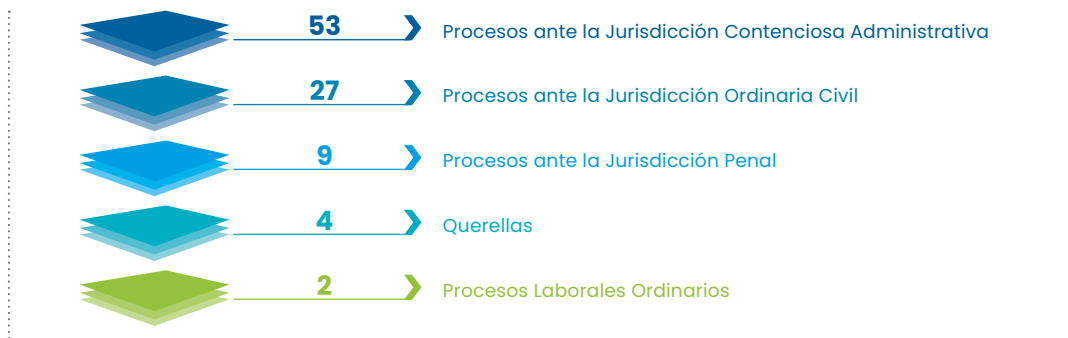 53 Procesos ante la Jurisdicción Contenciosa Administrativa
27 Procesos ante la Jurisdicción Ordinaria Civil
9 Procesos ante la Jurisdicción Penal
4 Querellas
2 Procesos Laborales Ordinarios